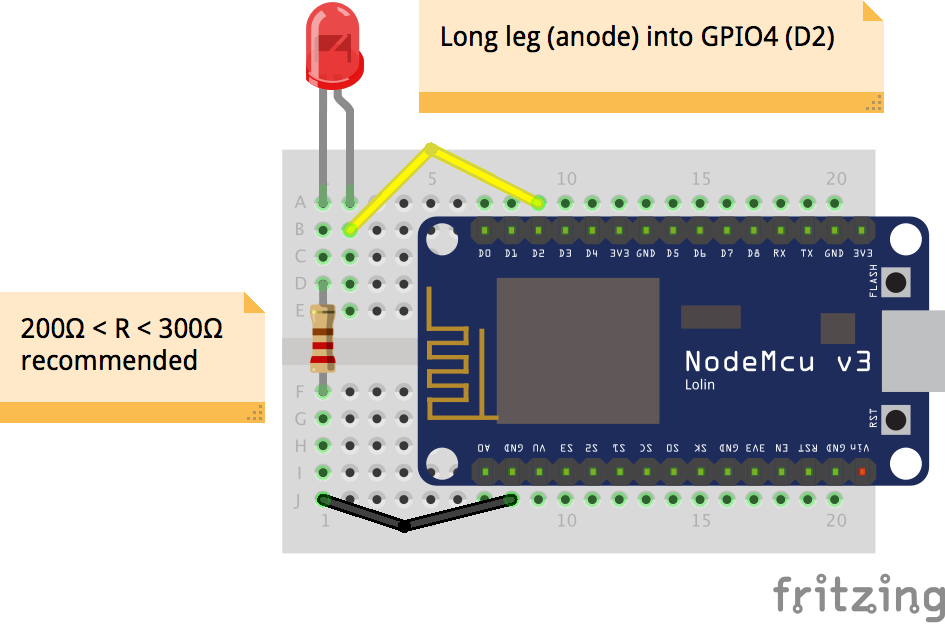 Long leg (anode) into GPIO4 (D2)
200Ω < R < 300Ω
recommended
1 5 10 15 20
A
B
C
D
E
F
G
H
I
J
D0 D1 D2 D3 D4 3V3 GND D5 D6 D7 D8 RX TX GND 3V3
FLASH
NodeMcu v3
Lolin
RST
A0 GND VU S3 S2 S1 SC S0 SK GND 3V3 EN RST GND Vin
1 10 15 20
fritzing